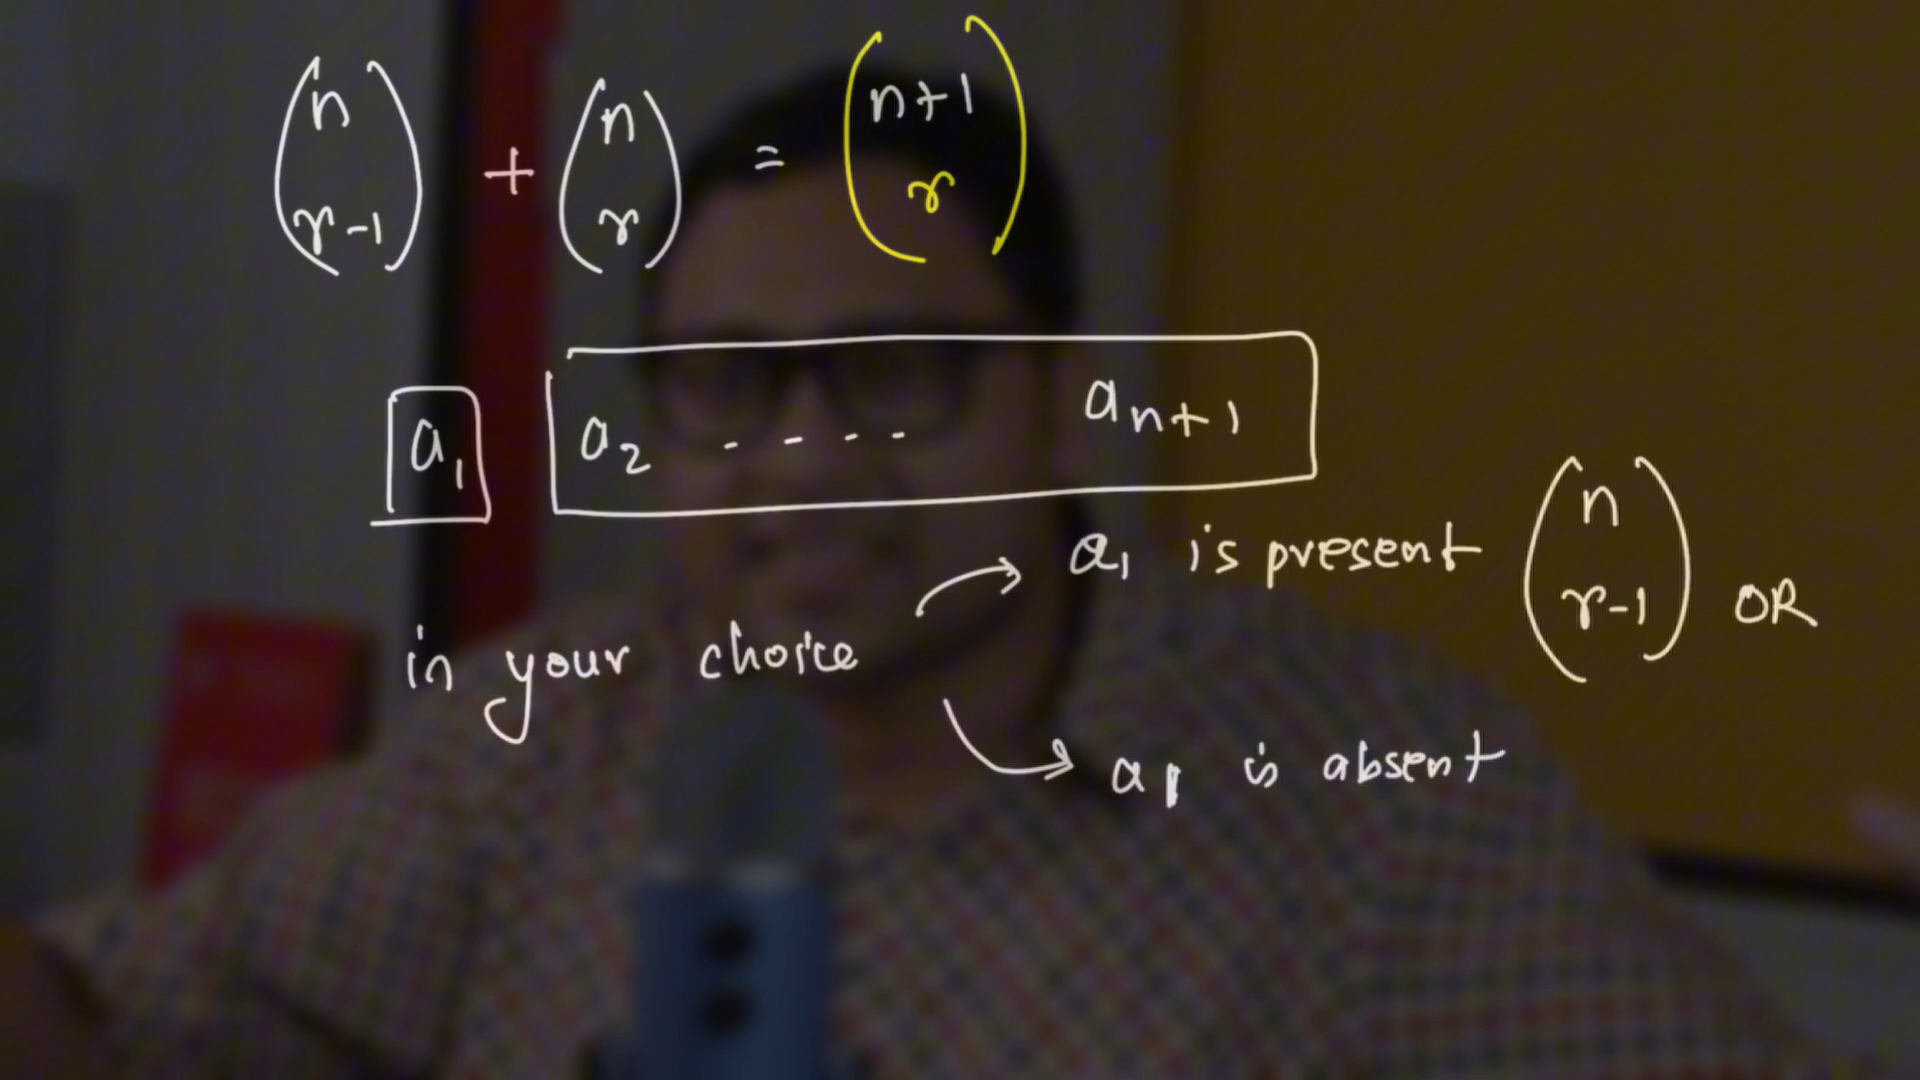 (n r-1) + (n r) = (n+1 r)
a₁ a₂ - - - - aₙ₊₁
a₁ is present (n r-1) OR
in your choice
a₁ is absent